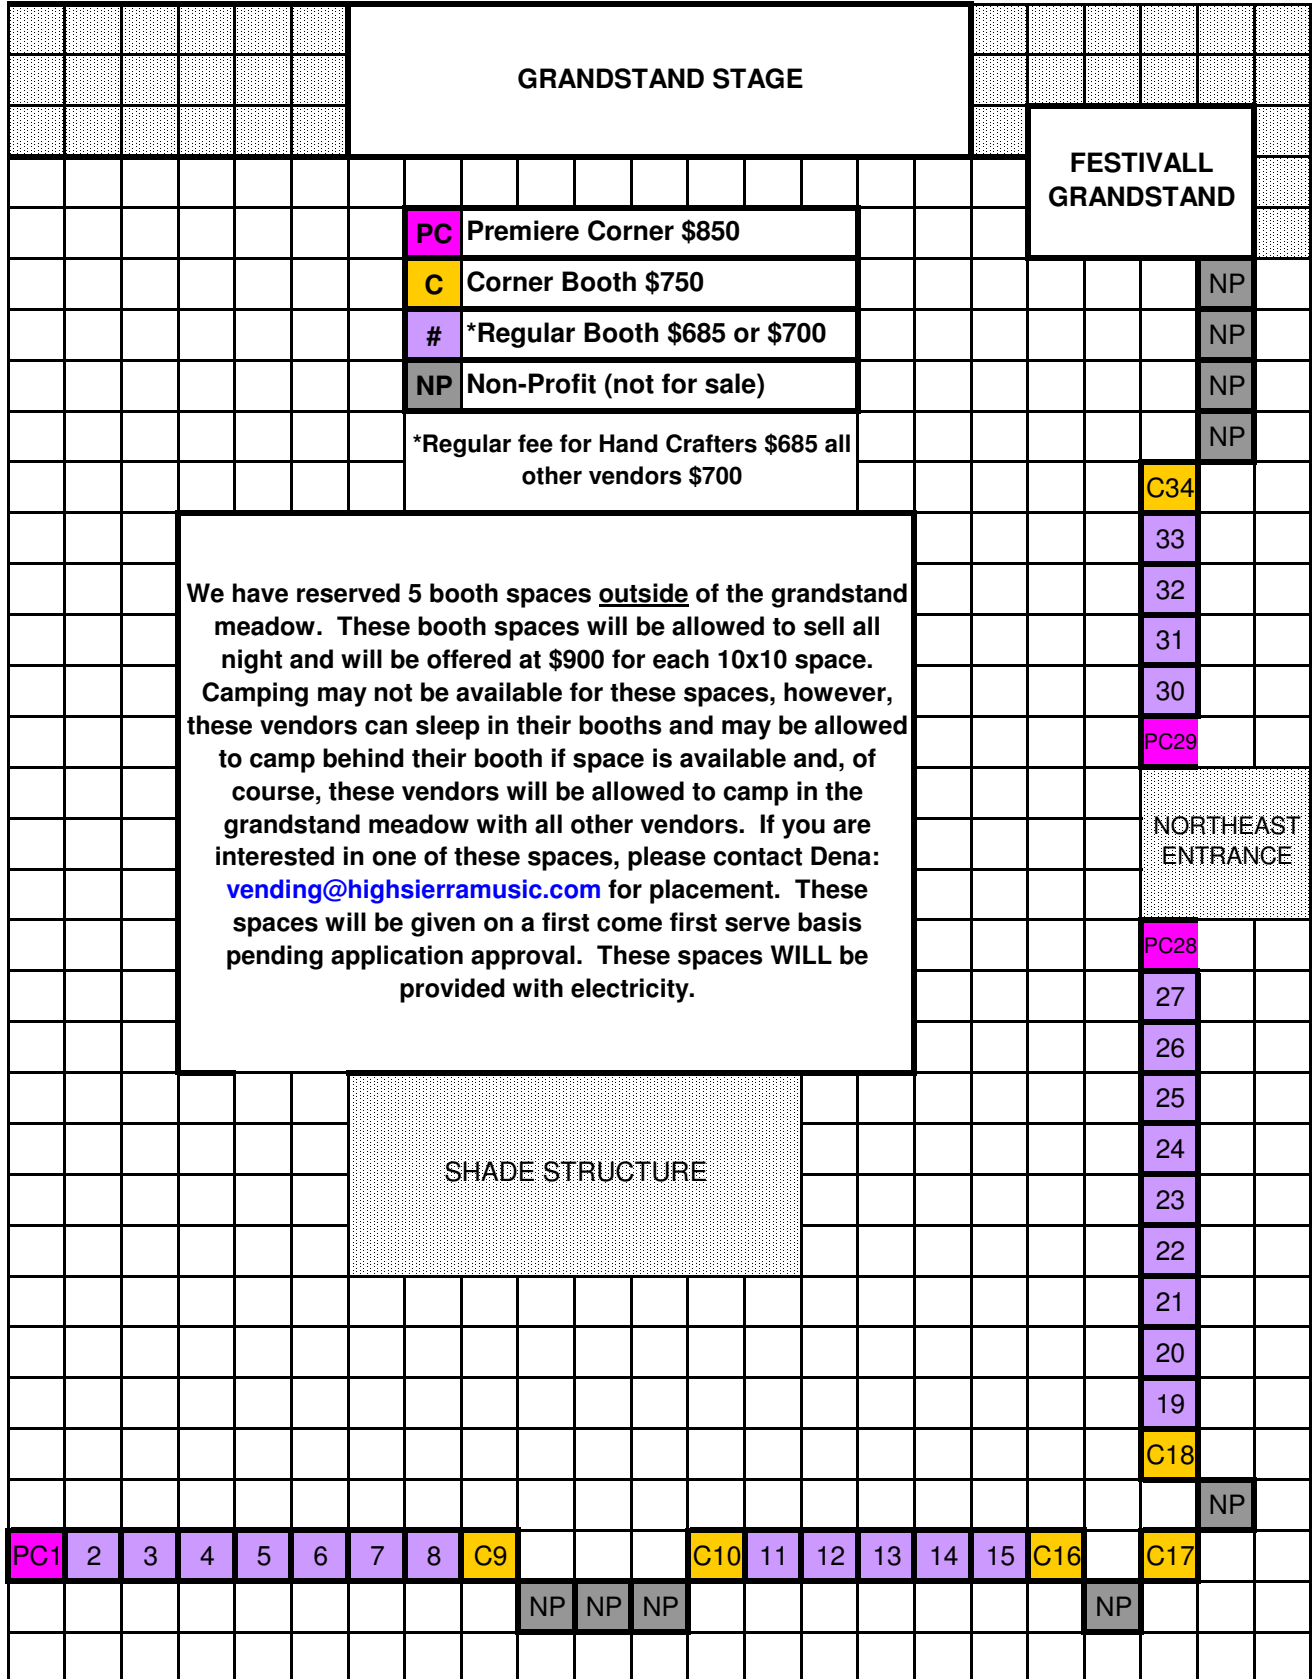 GRANDSTAND STAGE
FESTIVALL
GRANDSTAND
PC Premiere Corner $850
C Corner Booth $750
# *Regular Booth $685 or $700
NP Non-Profit (not for sale)
*Regular fee for Hand Crafters $685 all
other vendors $700
NP
NP
NP
NP
C34
33
32
31
30
PC29
We have reserved 5 booth spaces outside of the grandstand
meadow. These booth spaces will be allowed to sell all
night and will be offered at $900 for each 10x10 space.
Camping may not be available for these spaces, however,
these vendors can sleep in their booths and may be allowed
to camp behind their booth if space is available and, of
course, these vendors will be allowed to camp in the
grandstand meadow with all other vendors. If you are
interested in one of these spaces, please contact Dena:
vending@highsierramusic.com for placement. These
spaces will be given on a first come first serve basis
pending application approval. These spaces WILL be
provided with electricity.
NORTHEAST
ENTRANCE
PC28
27
26
25
24
23
22
21
20
19
C18
SHADE STRUCTURE
NP
PC1 2 3 4 5 6 7 8 C9 C10 11 12 13 14 15 C16 C17
NP NP NP NP